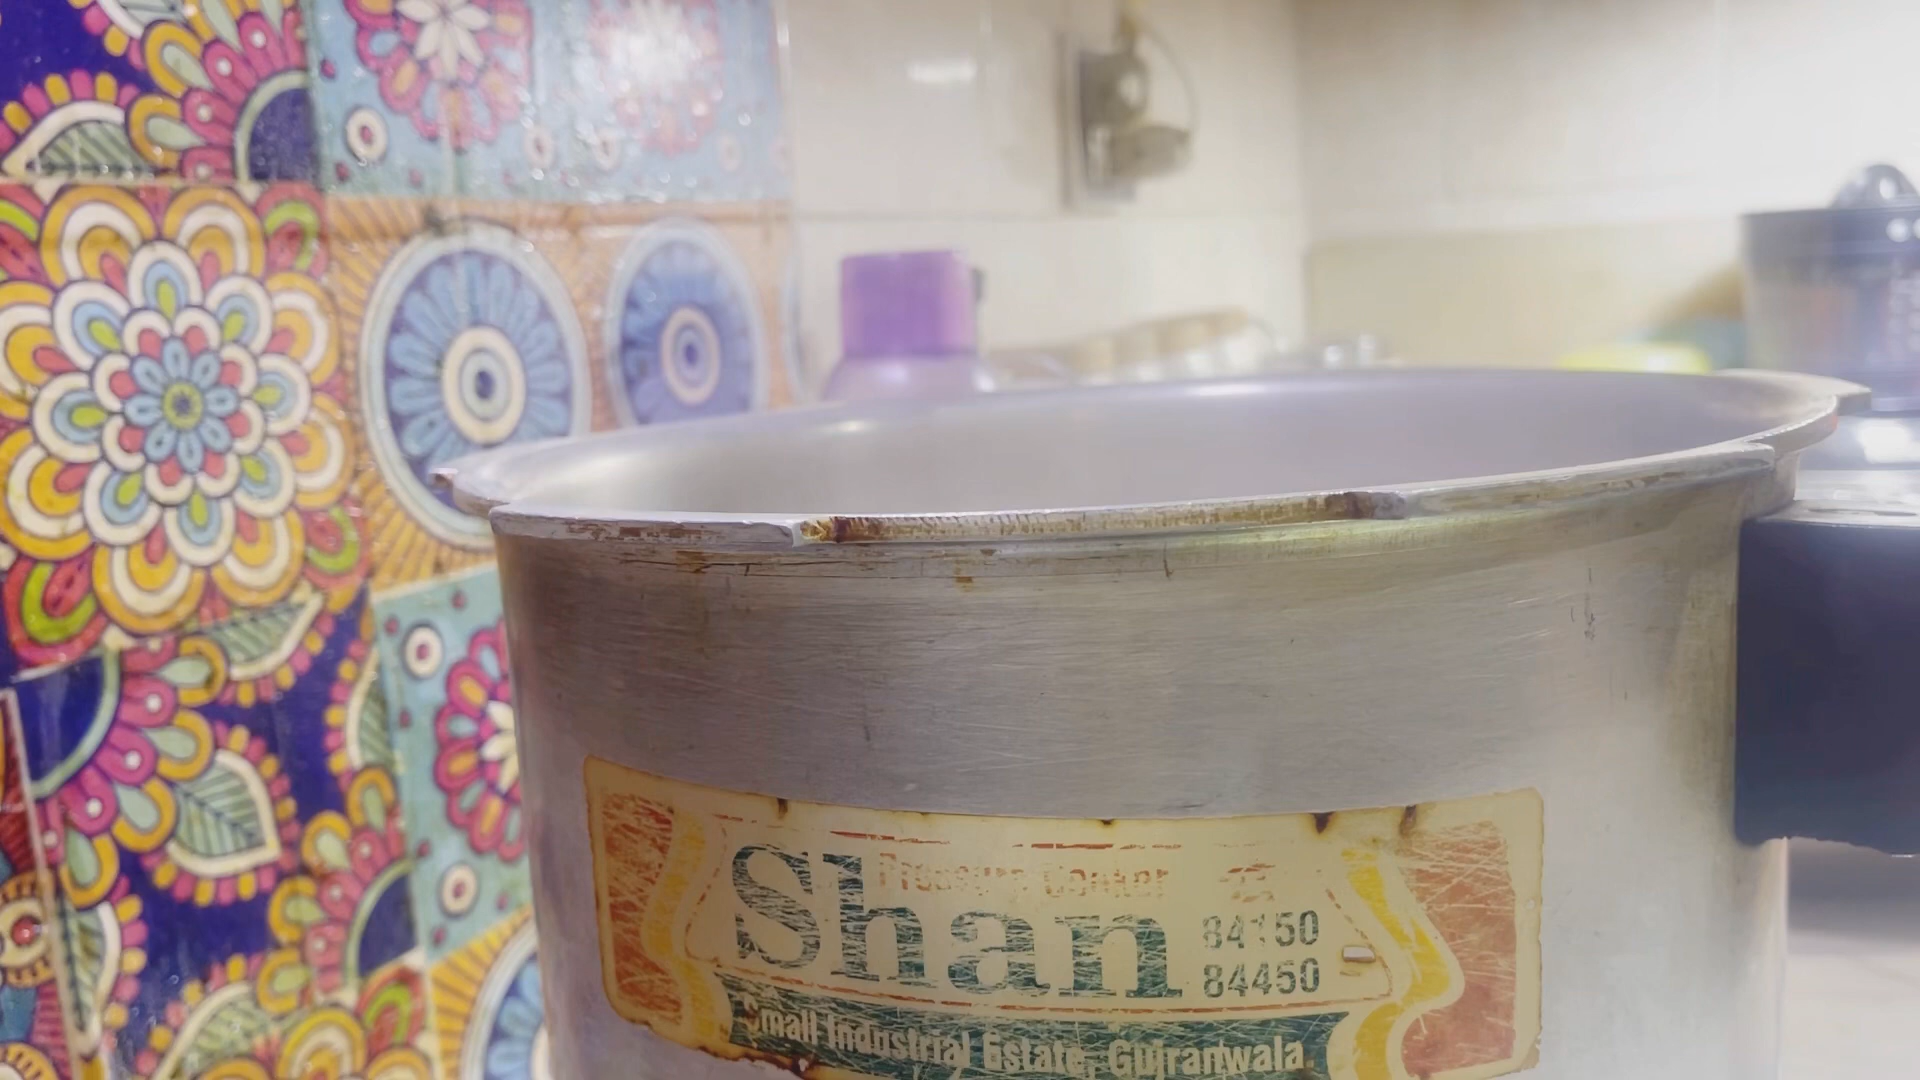 Pressure Cooker
Shan
84150
84450
Small Industrial Estate, Gujranwala.